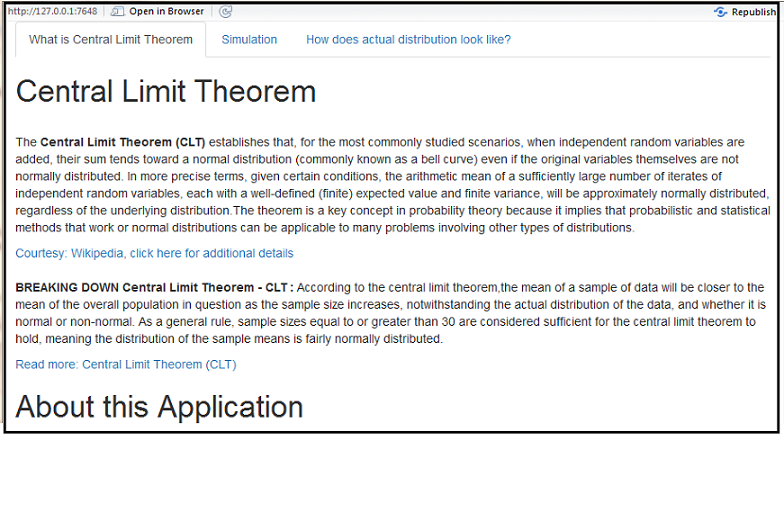 http://127.0.0.1:7648 Open in Browser Republish
What is Central Limit Theorem Simulation How does actual distribution look like?
Central Limit Theorem
The Central Limit Theorem (CLT) establishes that, for the most commonly studied scenarios, when independent random variables are
added, their sum tends toward a normal distribution (commonly known as a bell curve) even if the original variables themselves are not
normally distributed. In more precise terms, given certain conditions, the arithmetic mean of a sufficiently large number of iterates of
independent random variables, each with a well-defined (finite) expected value and finite variance, will be approximately normally distributed,
regardless of the underlying distribution.The theorem is a key concept in probability theory because it implies that probabilistic and statistical
methods that work or normal distributions can be applicable to many problems involving other types of distributions.
Courtesy: Wikipedia, click here for additional details
BREAKING DOWN Central Limit Theorem - CLT : According to the central limit theorem,the mean of a sample of data will be closer to the
mean of the overall population in question as the sample size increases, notwithstanding the actual distribution of the data, and whether it is
normal or non-normal. As a general rule, sample sizes equal to or greater than 30 are considered sufficient for the central limit theorem to
hold, meaning the distribution of the sample means is fairly normally distributed.
Read more: Central Limit Theorem (CLT)
About this Application